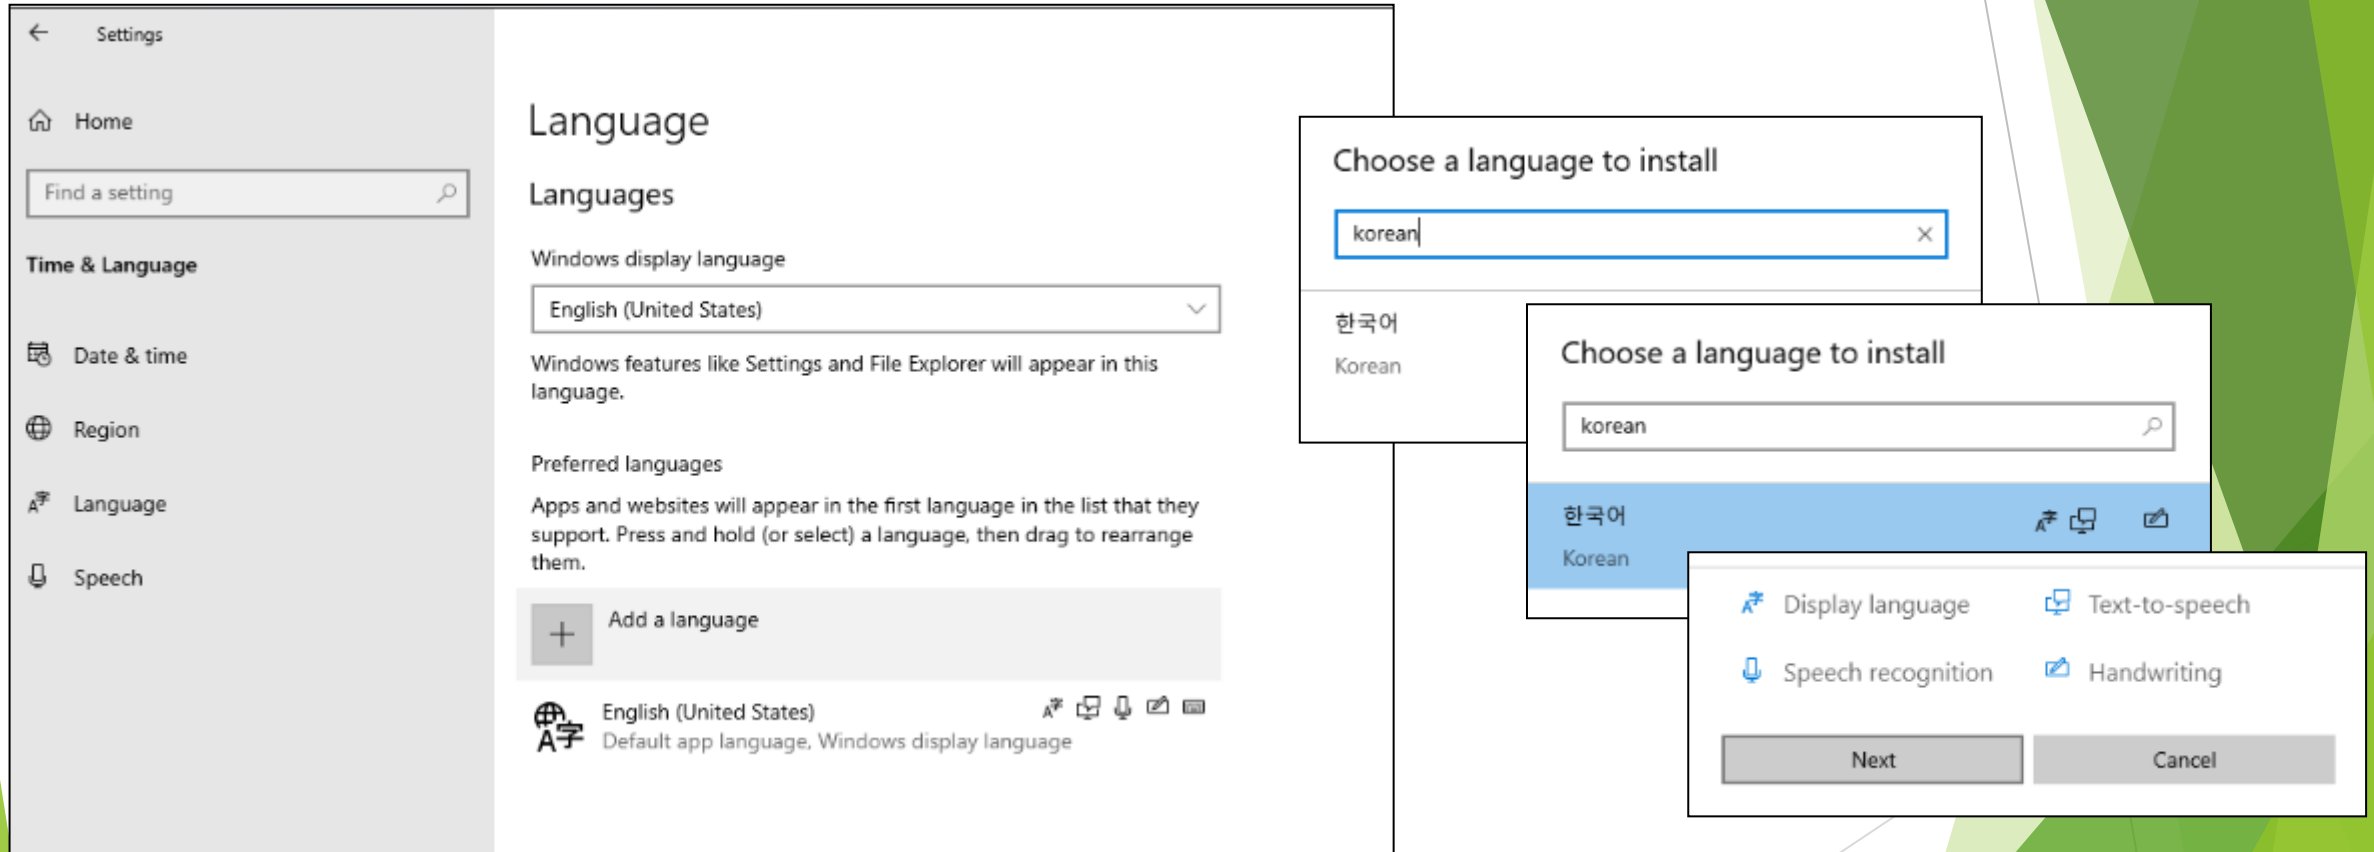 Settings
Home
Find a setting
Time & Language
Date & time
Region
Language
Speech
Language
Languages
Windows display language
English (United States)
Windows features like Settings and File Explorer will appear in this
language.
Preferred languages
Apps and websites will appear in the first language in the list that they
support. Press and hold (or select) a language, then drag to rearrange
them.
Add a language
English (United States)
Default app language, Windows display language
Choose a language to install
korean
한국어
Korean
Choose a language to install
korean
한국어
Korean
Display language
Text-to-speech
Speech recognition
Handwriting
Next
Cancel